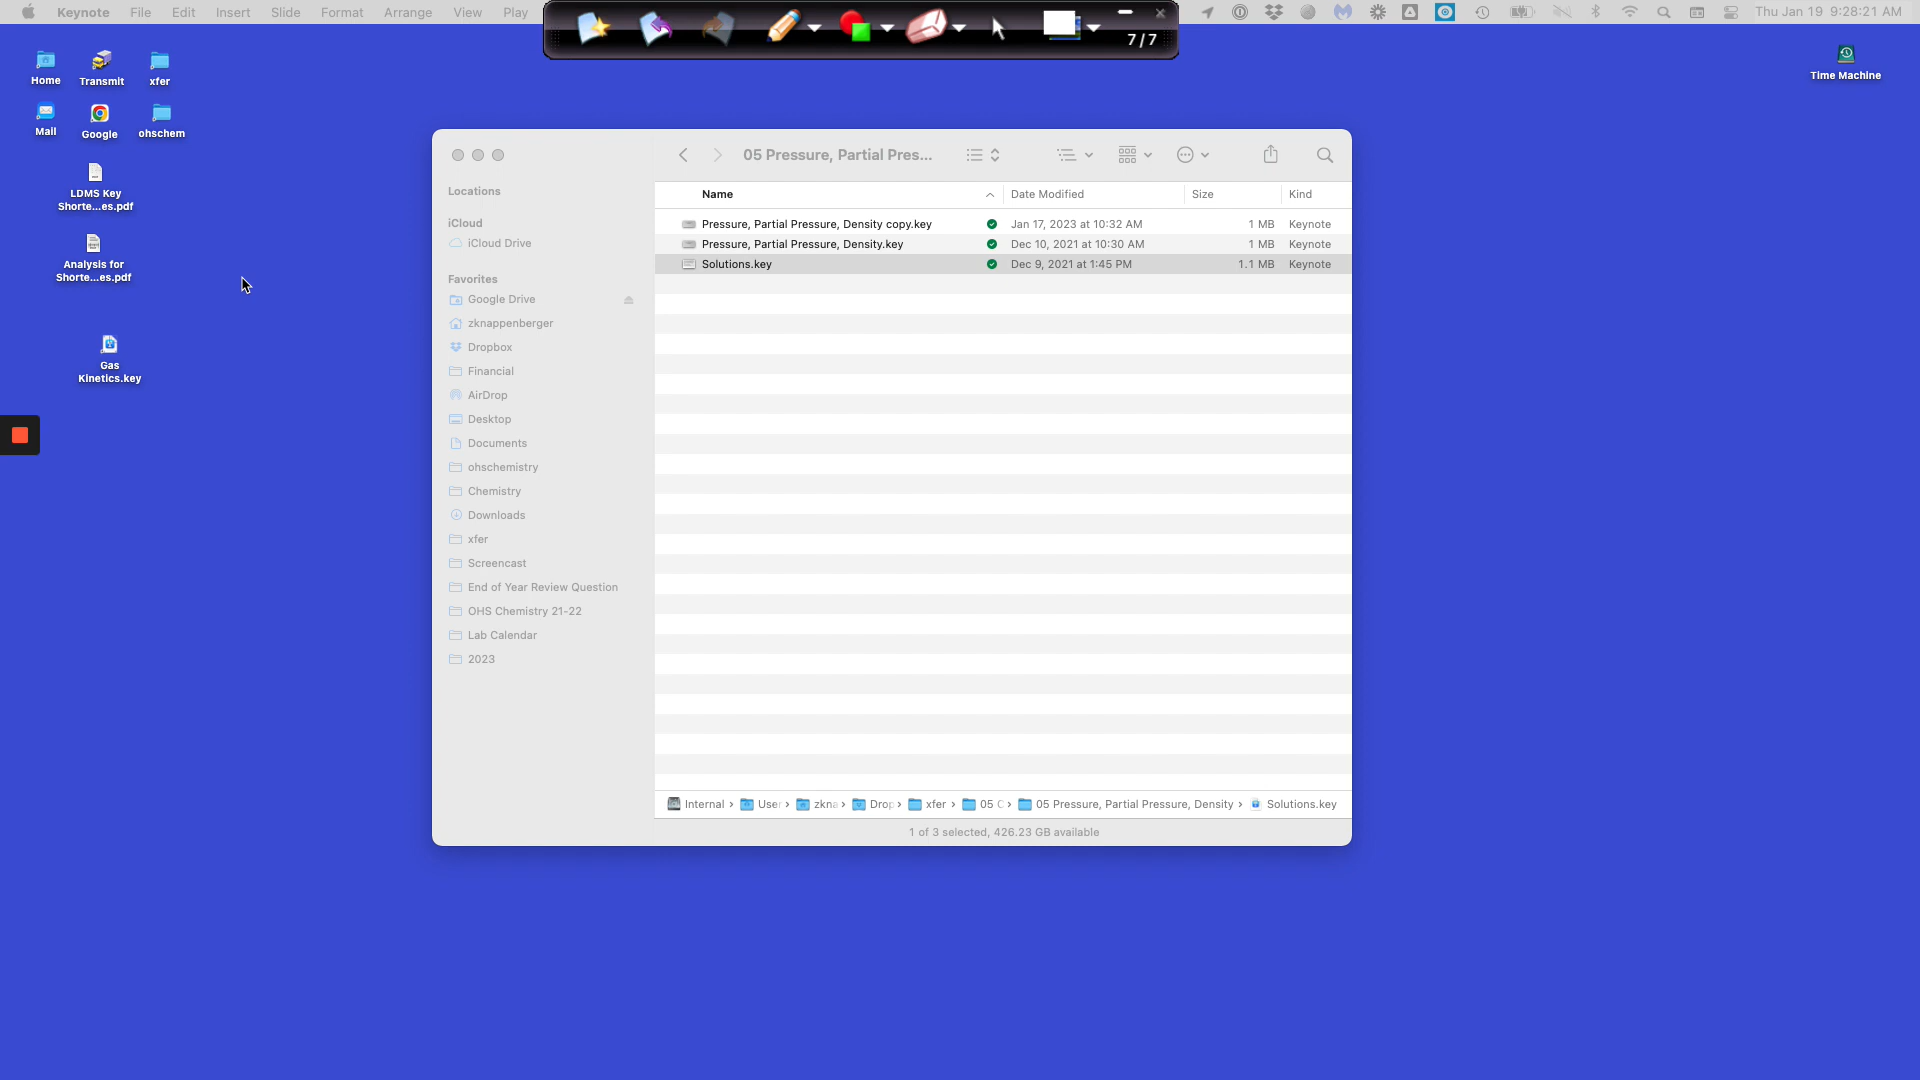 Keynote File Edit Insert Slide Format Arrange View Play
7/7
Thu Jan 19 9:28:21 AM
Home Transmit xfer
Mail Google ohschem
LDMS Key
Shorte...es.pdf
Analysis for
Shorte...es.pdf
Gas
Kinetics.key
Time Machine
05 Pressure, Partial Pres...
Locations
iCloud
iCloud Drive
Favorites
Google Drive
zknappenberger
Dropbox
Financial
AirDrop
Desktop
Documents
ohschemistry
Chemistry
Downloads
xfer
Screencast
End of Year Review Question
OHS Chemistry 21-22
Lab Calendar
2023
Name Date Modified Size Kind
Pressure, Partial Pressure, Density copy.key Jan 17, 2023 at 10:32 AM 1 MB Keynote
Pressure, Partial Pressure, Density.key Dec 10, 2021 at 10:30 AM 1 MB Keynote
Solutions.key Dec 9, 2021 at 1:45 PM 1.1 MB Keynote
Internal › User › zkna › Drop › xfer › 05 C › 05 Pressure, Partial Pressure, Density › Solutions.key
1 of 3 selected, 426.23 GB available